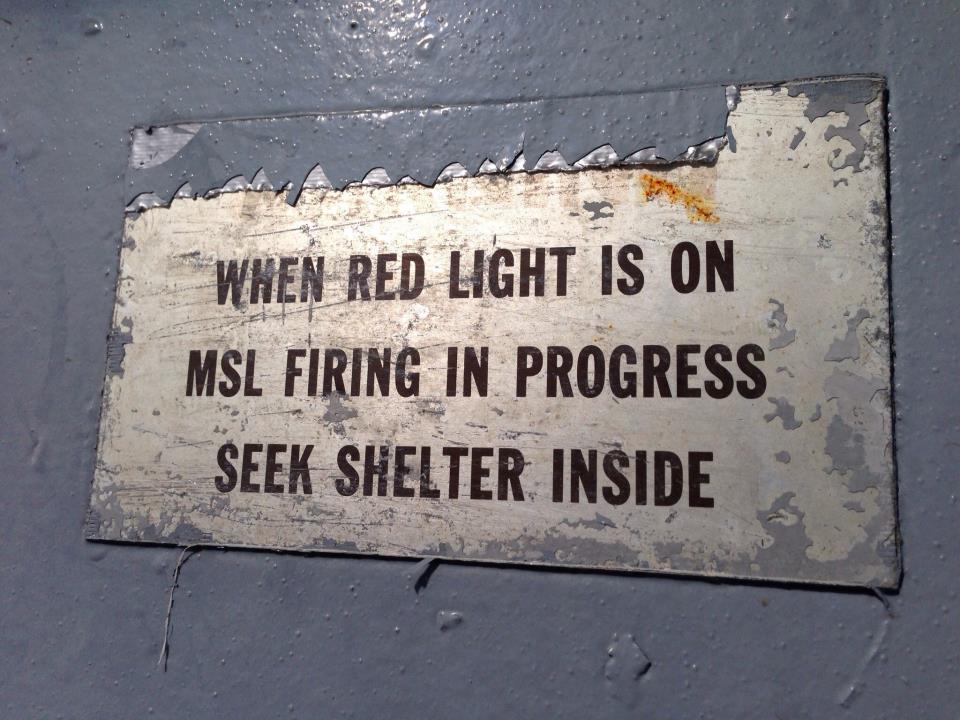 WHEN RED LIGHT IS ON
MSL FIRING IN PROGRESS
SEEK SHELTER INSIDE